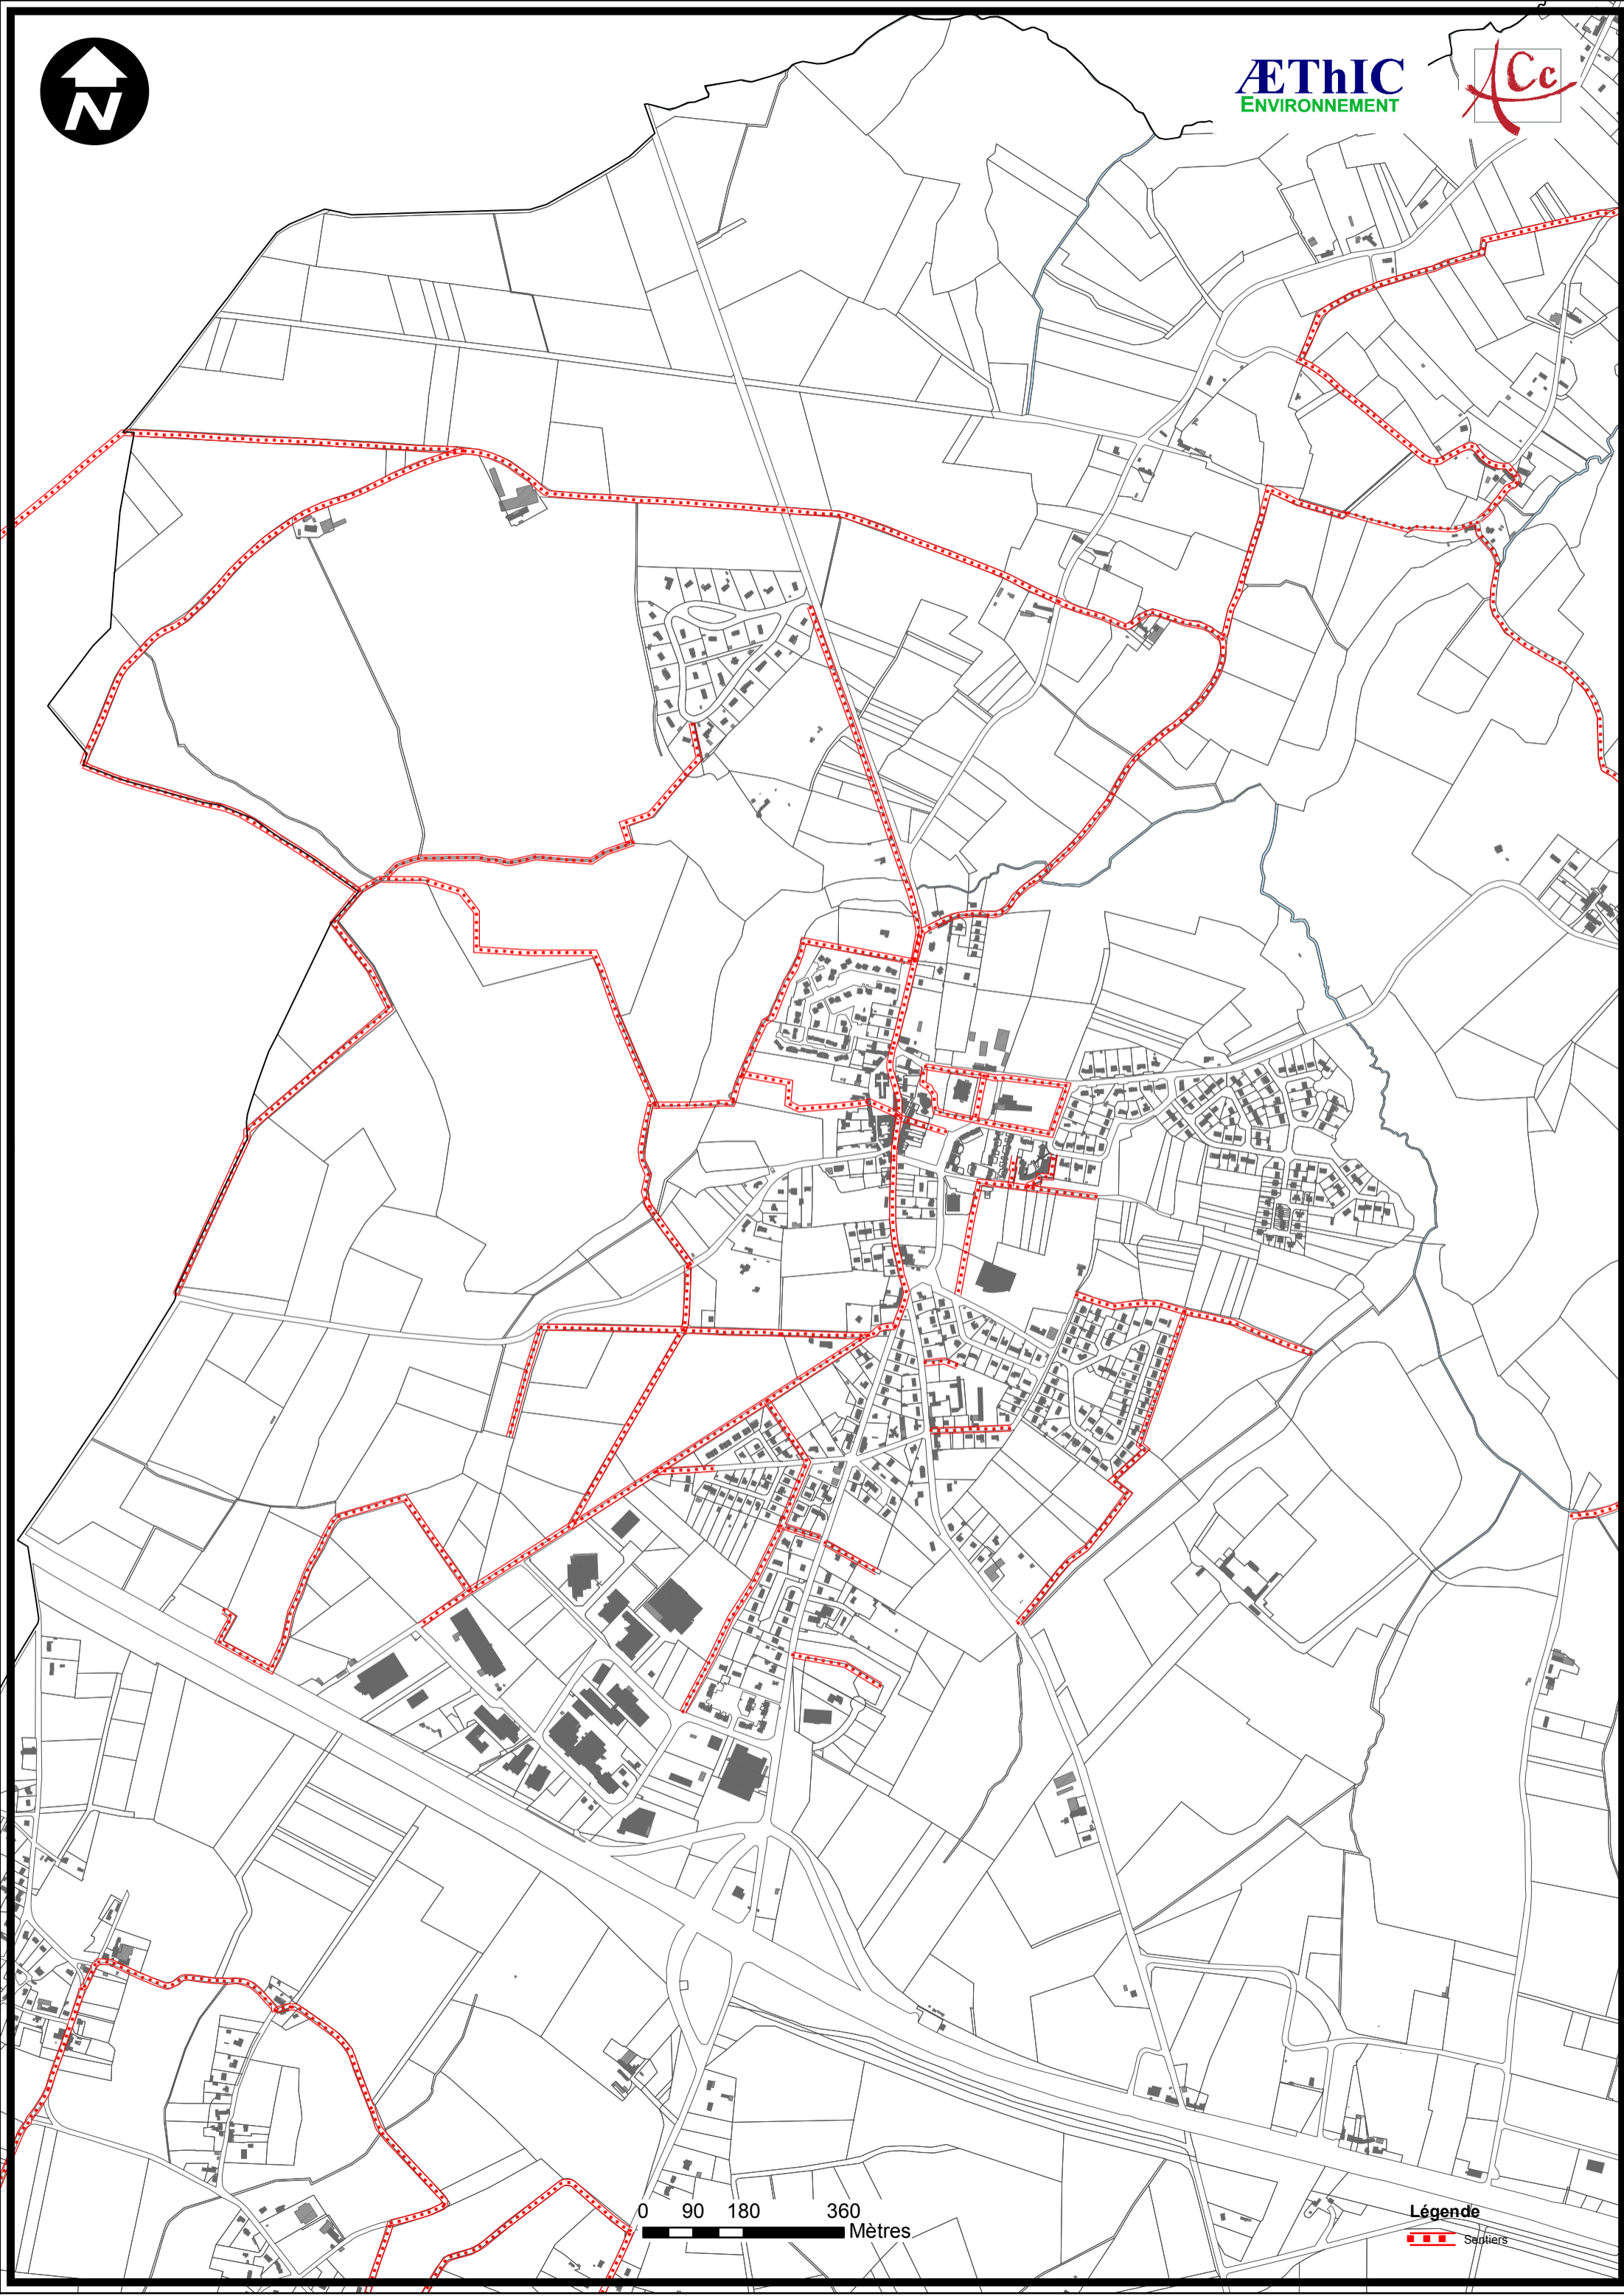 N
ÆThIC
ENVIRONNEMENT
ACc
0 90 180 360
Mètres
Légende
Sentiers